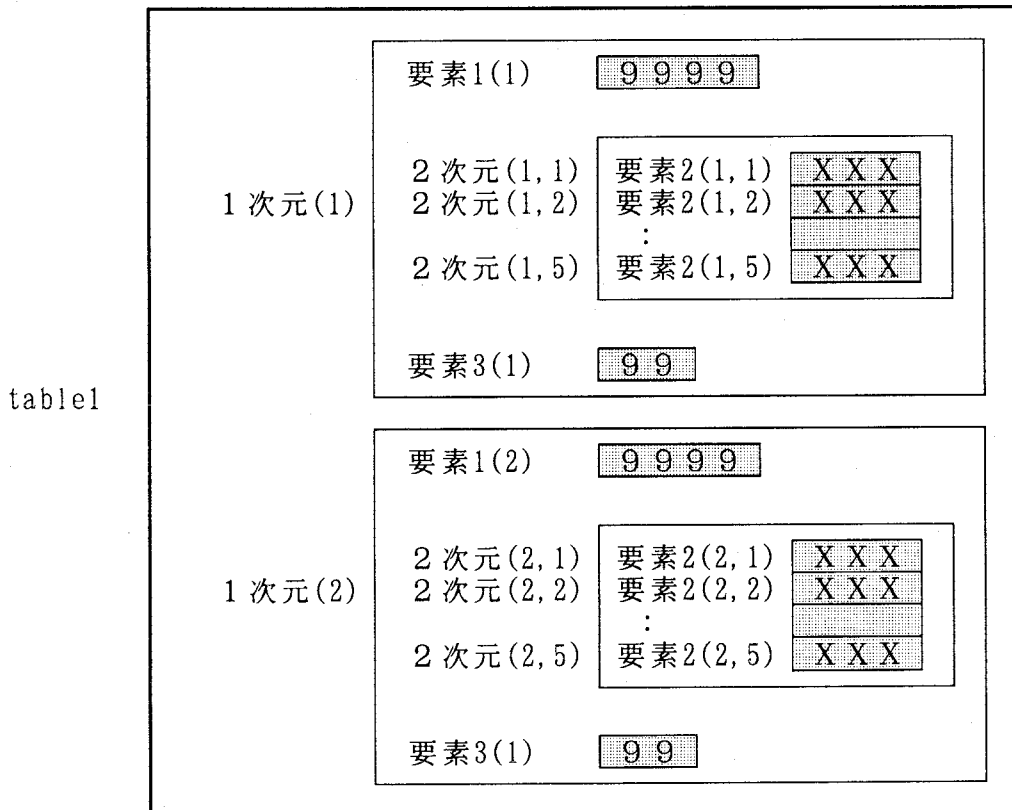 要素1(1) 9999
2次元(1,1) 要素2(1,1) XXX
1次元(1) 2次元(1,2) 要素2(1,2) XXX
:
2次元(1,5) 要素2(1,5) XXX
要素3(1) 99
table1
要素1(2) 9999
2次元(2,1) 要素2(2,1) XXX
1次元(2) 2次元(2,2) 要素2(2,2) XXX
:
2次元(2,5) 要素2(2,5) XXX
要素3(1) 99